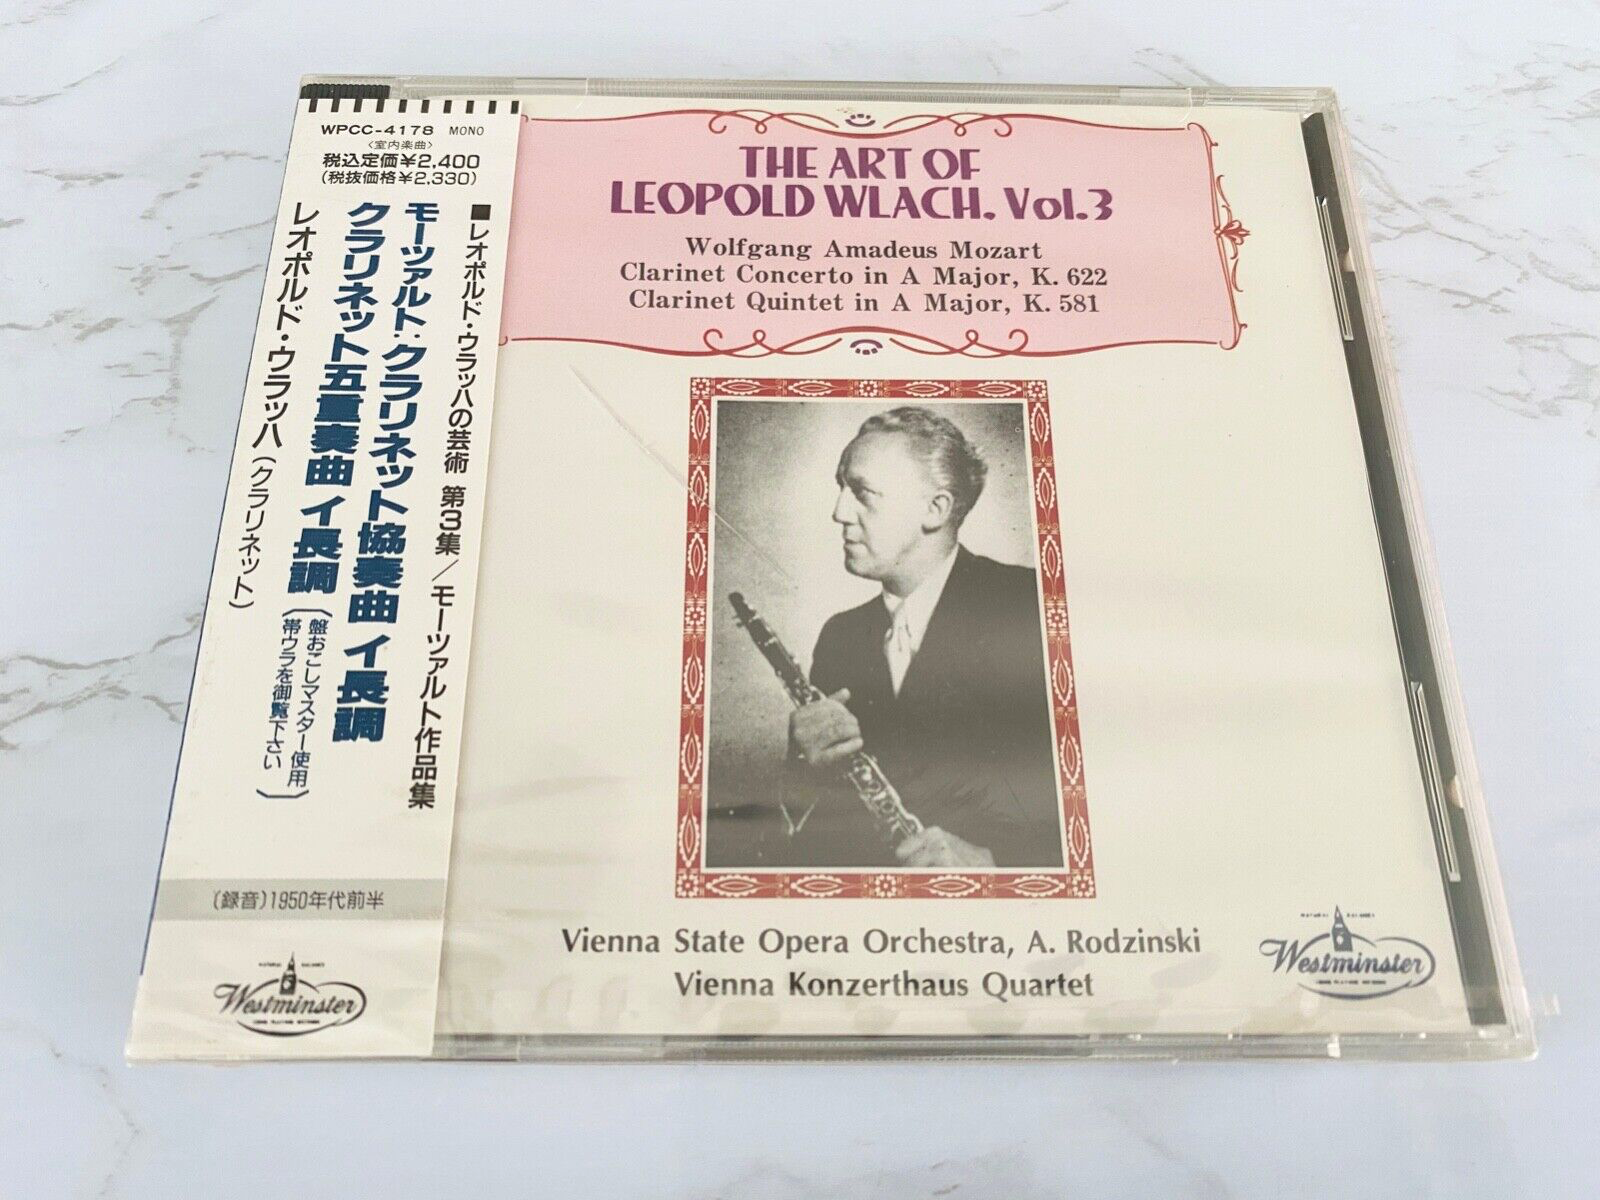 WPCC-4178 MONO
〈室内楽曲〉
税込定価¥2,400
(税抜価格¥2,330)
■レオポルド・ウラッハの芸術 第3集／モーツァルト作品集
モーツァルト：クラリネット協奏曲 イ長調
クラリネット五重奏曲 イ長調
〔盤おこしマスター使用
帯ウラを御覧下さい〕
レオポルド・ウラッハ(クラリネット)
〔録音〕1950年代前半
Westminster
THE ART OF
LEOPOLD WLACH. Vol.3
Wolfgang Amadeus Mozart
Clarinet Concerto in A Major, K. 622
Clarinet Quintet in A Major, K. 581
Vienna State Opera Orchestra, A. Rodzinski
Vienna Konzerthaus Quartet
NATURAL BALANCE
Westminster